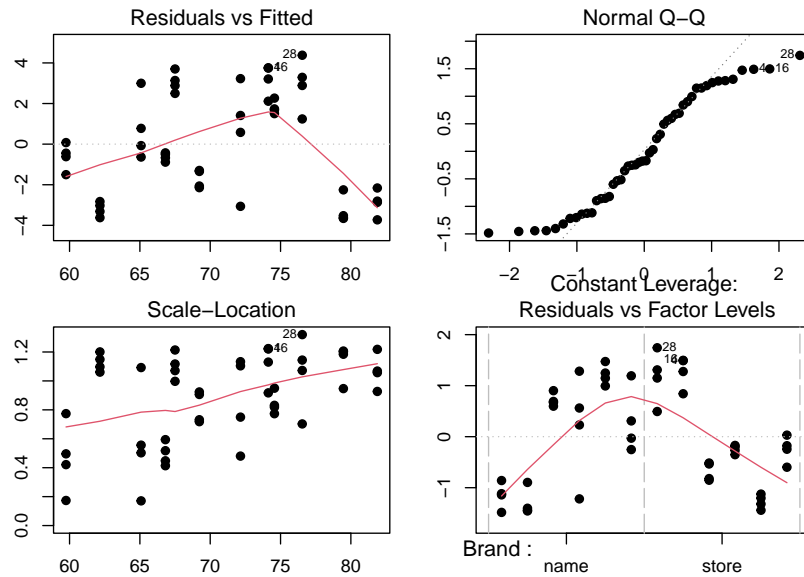 Residuals vs Fitted
4
2
0
−2
−4
28
60 65 70 75 80
Normal Q−Q
1.5
0.5
−0.5
−1.5
28
4 16
−2 −1 0 1 2
Scale−Location
1.2
0.8
0.4
0.0
28
60 65 70 75 80
Constant Leverage:
Residuals vs Factor Levels
2
1
0
−1
28
Brand :
name store